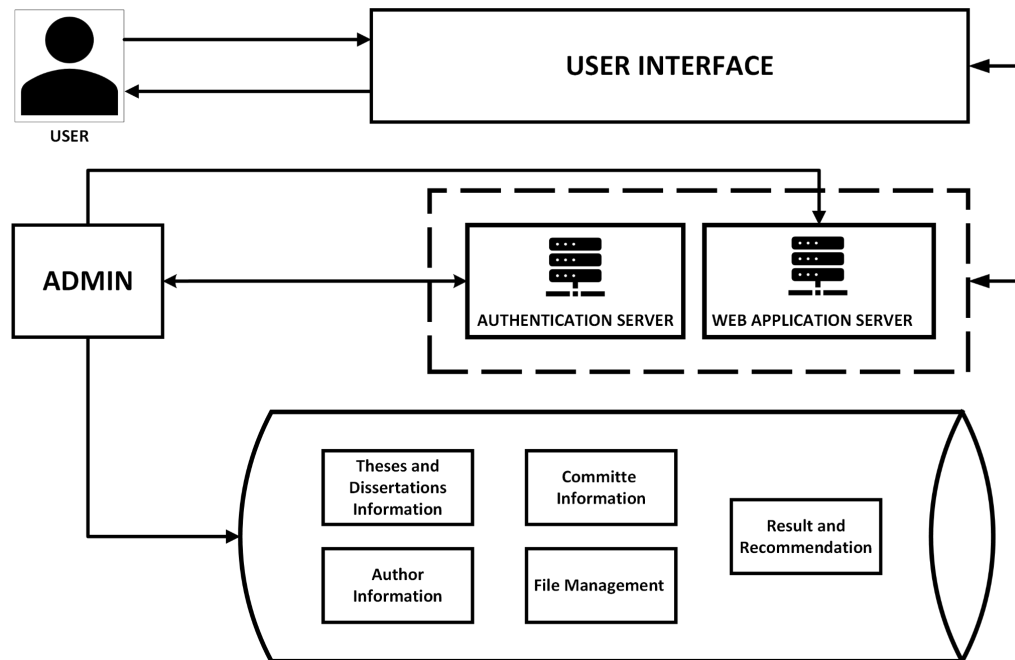 USER INTERFACE
USER
ADMIN
AUTHENTICATION SERVER
WEB APPLICATION SERVER
Theses and
Dissertations
Information
Committe
Information
Result and
Recommendation
Author
Information
File Management